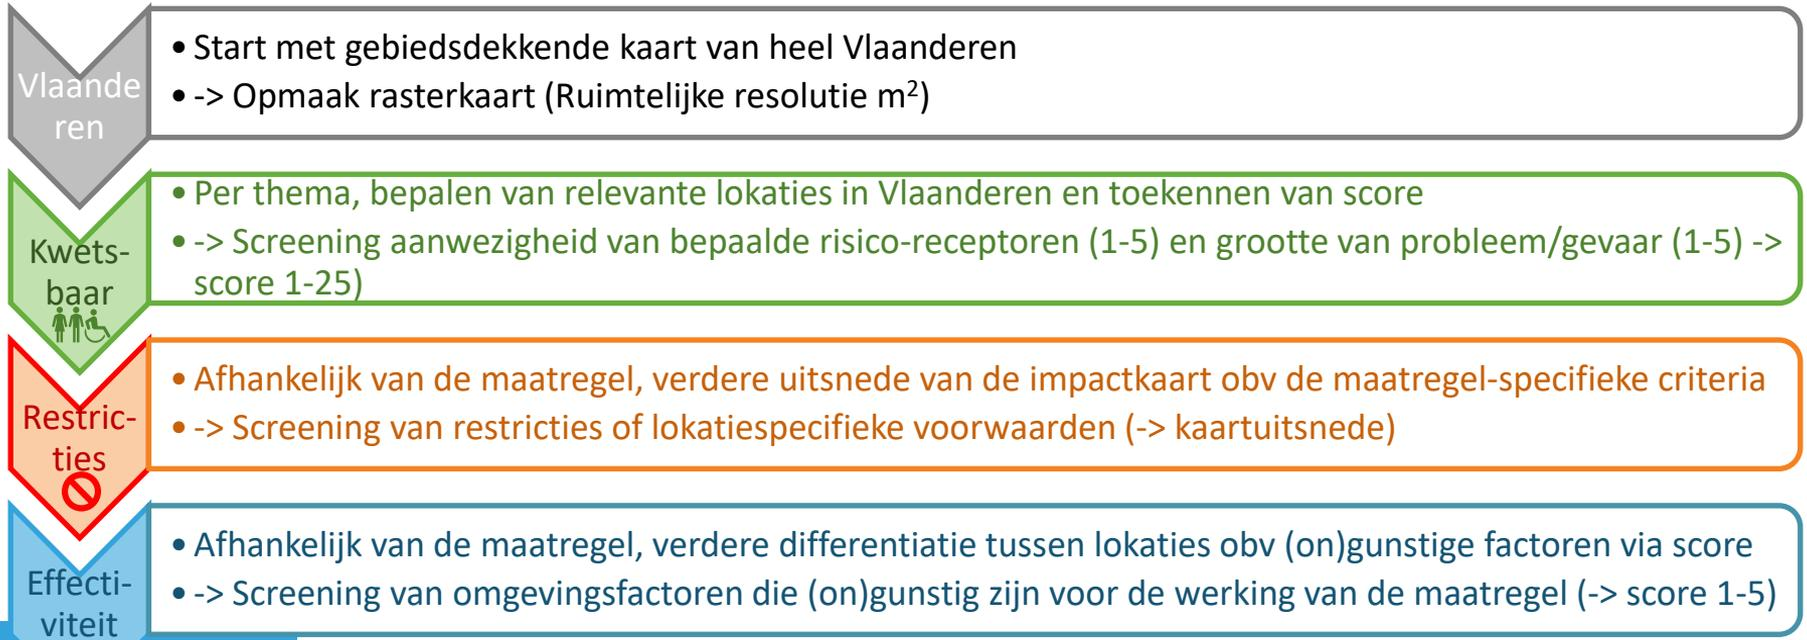 Vlaande
ren
• Start met gebiedsdekkende kaart van heel Vlaanderen
• -> Opmaak rasterkaart (Ruimtelijke resolutie m²)
Kwets-
baar
• Per thema, bepalen van relevante lokaties in Vlaanderen en toekennen van score
• -> Screening aanwezigheid van bepaalde risico-receptoren (1-5) en grootte van probleem/gevaar (1-5) ->
score 1-25)
Restric-
ties
• Afhankelijk van de maatregel, verdere uitsnede van de impactkaart obv de maatregel-specifieke criteria
• -> Screening van restricties of lokatiespecifieke voorwaarden (-> kaartuitsnede)
Effecti-
viteit
• Afhankelijk van de maatregel, verdere differentiatie tussen lokaties obv (on)gunstige factoren via score
• -> Screening van omgevingsfactoren die (on)gunstig zijn voor de werking van de maatregel (-> score 1-5)